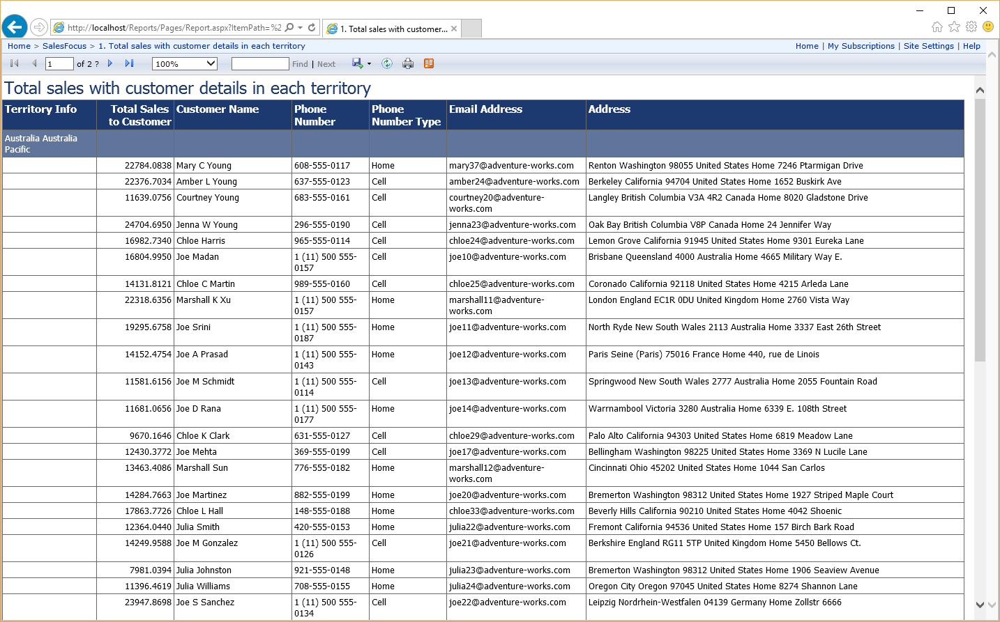 http://localhost/Reports/Pages/Report.aspx?ItemPath=%2
1. Total sales with customer...
Home > SalesFocus > 1. Total sales with customer details in each territory
Home | My Subscriptions | Site Settings | Help
1 of 2 ? 100% Find | Next
Total sales with customer details in each territory
Territory Info Total Sales to Customer Customer Name Phone Number Phone Number Type Email Address Address
Australia Australia Pacific
22784.0838 Mary C Young 608-555-0117 Home mary37@adventure-works.com Renton Washington 98055 United States Home 7246 Ptarmigan Drive
22376.7034 Amber L Young 637-555-0123 Cell amber24@adventure-works.com Berkeley California 94704 United States Home 1652 Buskirk Ave
11639.0756 Courtney Young 683-555-0161 Cell courtney20@adventure-works.com Langley British Columbia V3A 4R2 Canada Home 8020 Gladstone Drive
24704.6950 Jenna W Young 296-555-0190 Cell jenna23@adventure-works.com Oak Bay British Columbia V8P Canada Home 24 Jennifer Way
16982.7340 Chloe Harris 965-555-0114 Cell chloe24@adventure-works.com Lemon Grove California 91945 United States Home 9301 Eureka Lane
16804.9950 Joe Madan 1 (11) 500 555-0157 Cell joe10@adventure-works.com Brisbane Queensland 4000 Australia Home 4665 Military Way E.
14131.8121 Chloe C Martin 989-555-0160 Cell chloe25@adventure-works.com Coronado California 92118 United States Home 4215 Arleda Lane
22318.6356 Marshall K Xu 1 (11) 500 555-0157 Home marshall11@adventure-works.com London England EC1R 0DU United Kingdom Home 2760 Vista Way
19295.6758 Joe Srini 1 (11) 500 555-0187 Home joe11@adventure-works.com North Ryde New South Wales 2113 Australia Home 3337 East 26th Street
14152.4754 Joe A Prasad 1 (11) 500 555-0143 Home joe12@adventure-works.com Paris Seine (Paris) 75016 France Home 440, rue de Linois
11581.6156 Joe M Schmidt 1 (11) 500 555-0114 Cell joe13@adventure-works.com Springwood New South Wales 2777 Australia Home 2055 Fountain Road
11681.0656 Joe D Rana 1 (11) 500 555-0177 Home joe14@adventure-works.com Warrnambool Victoria 3280 Australia Home 6339 E. 108th Street
9670.1646 Chloe K Clark 631-555-0127 Cell chloe29@adventure-works.com Palo Alto California 94303 United States Home 6819 Meadow Lane
12430.3772 Joe Mehta 369-555-0199 Cell joe17@adventure-works.com Bellingham Washington 98225 United States Home 3369 N Lucile Lane
13463.4086 Marshall Sun 776-555-0182 Home marshall12@adventure-works.com Cincinnati Ohio 45202 United States Home 1044 San Carlos
14284.7663 Joe Martinez 882-555-0199 Home joe20@adventure-works.com Bremerton Washington 98312 United States Home 1927 Striped Maple Court
17863.7726 Chloe L Hall 148-555-0188 Home chloe33@adventure-works.com Beverly Hills California 90210 United States Home 4042 Shoenic
12364.0440 Julia Smith 420-555-0153 Home julia22@adventure-works.com Fremont California 94536 United States Home 157 Birch Bark Road
14249.9588 Joe M Gonzalez 1 (11) 500 555-0126 Cell joe21@adventure-works.com Berkshire England RG11 5TP United Kingdom Home 5450 Bellows Ct.
7981.0394 Julia Johnston 921-555-0148 Home julia23@adventure-works.com Bremerton Washington 98312 United States Home 1906 Seaview Avenue
11396.4619 Julia Williams 708-555-0155 Home julia24@adventure-works.com Oregon City Oregon 97045 United States Home 8274 Shannon Lane
23947.8698 Joe S Sanchez 1 (11) 500 555-0134 Cell joe22@adventure-works.com Leipzig Nordrhein-Westfalen 04139 Germany Home Zollstr 6666